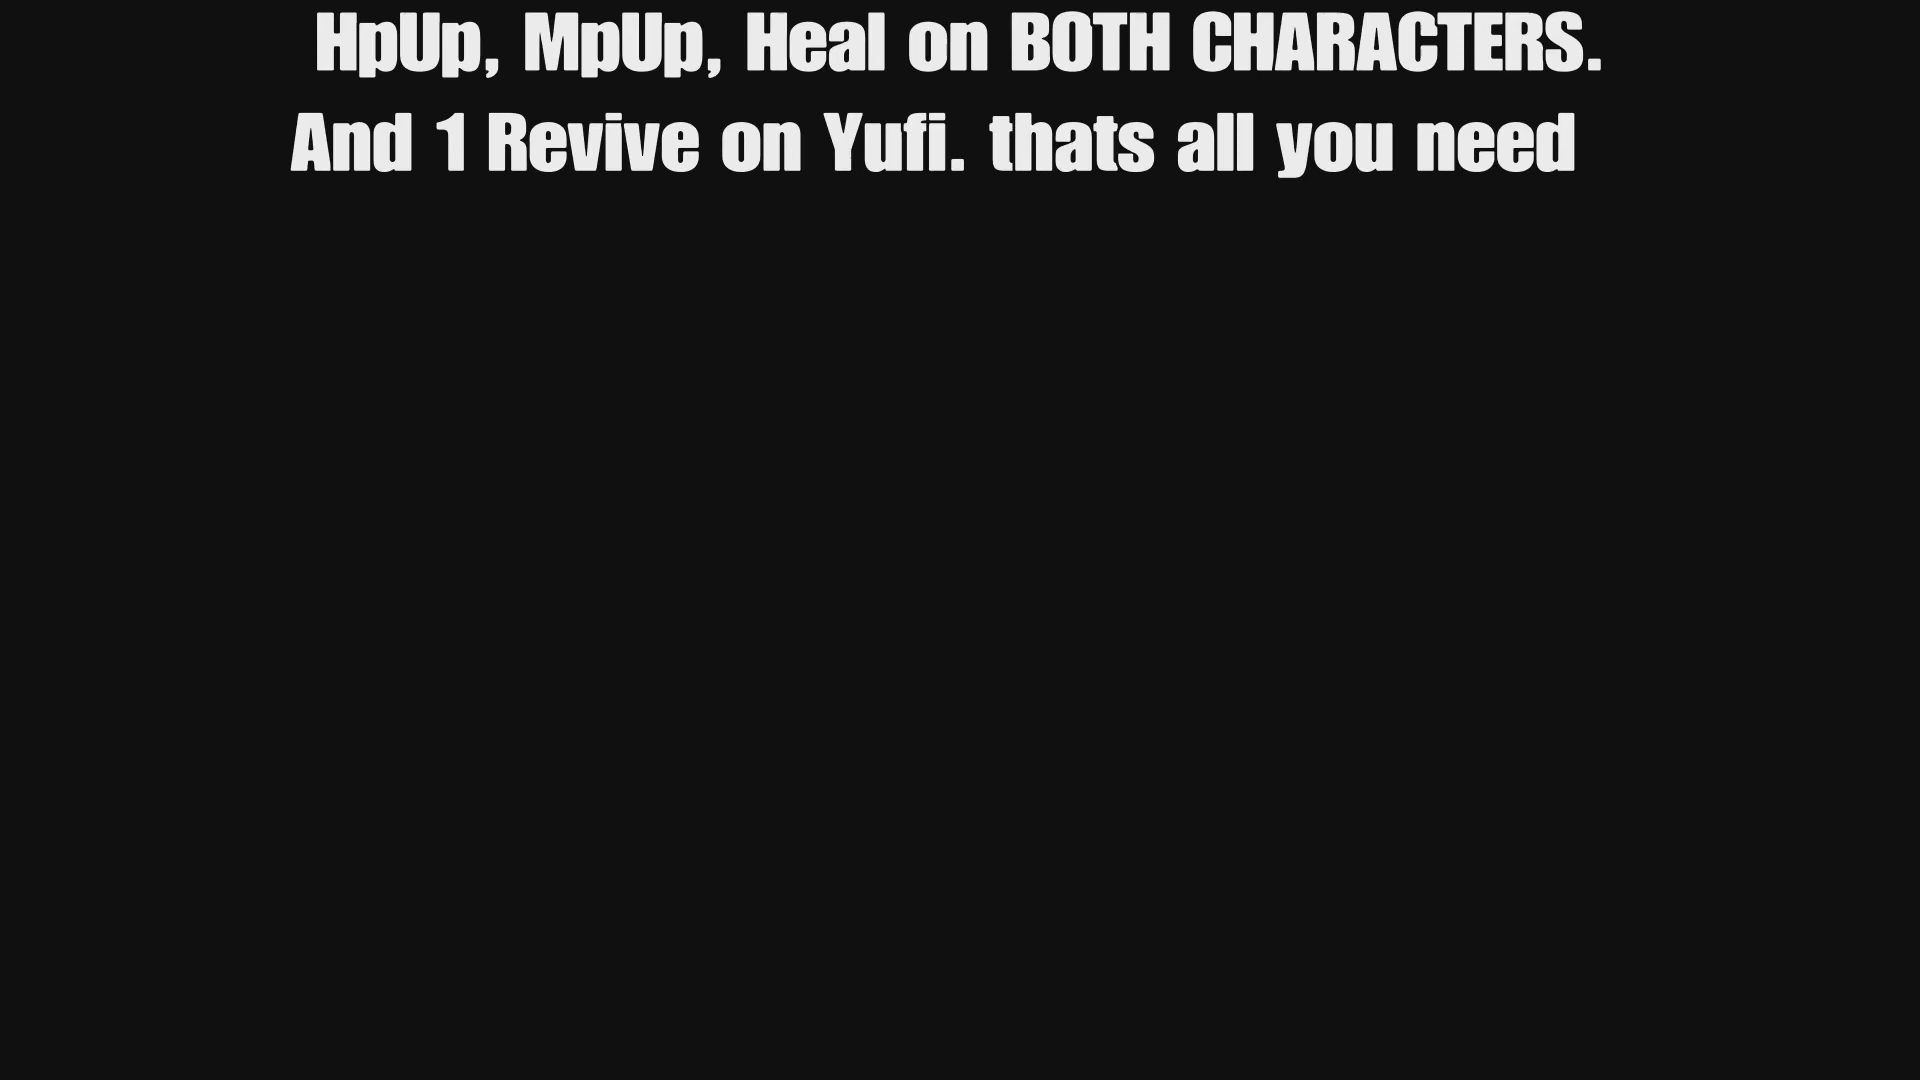 HpUp, MpUp, Heal on BOTH CHARACTERS.
And 1 Revive on Yufi. thats all you need